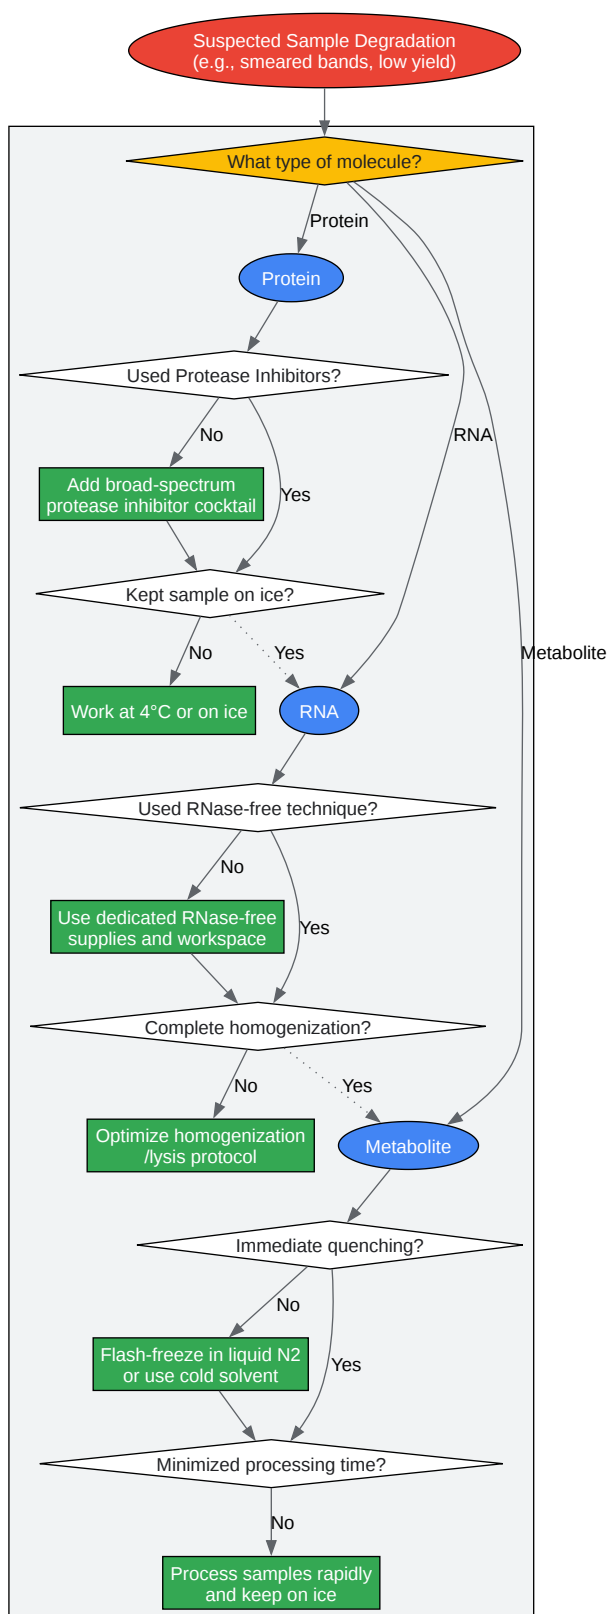 Suspected Sample Degradation
(e.g., smeared bands, low yield)
What type of molecule?
Protein
Protein
Used Protease Inhibitors?
RNA
No
Add broad-spectrum
protease inhibitor cocktail
Yes
Kept sample on ice?
No
Yes
Metabolite
Work at 4°C or on ice
RNA
Used RNase-free technique?
No
Use dedicated RNase-free
supplies and workspace
Yes
Complete homogenization?
No
Yes
Optimize homogenization
/lysis protocol
Metabolite
Immediate quenching?
No
Flash-freeze in liquid N2
or use cold solvent
Yes
Minimized processing time?
No
Process samples rapidly
and keep on ice